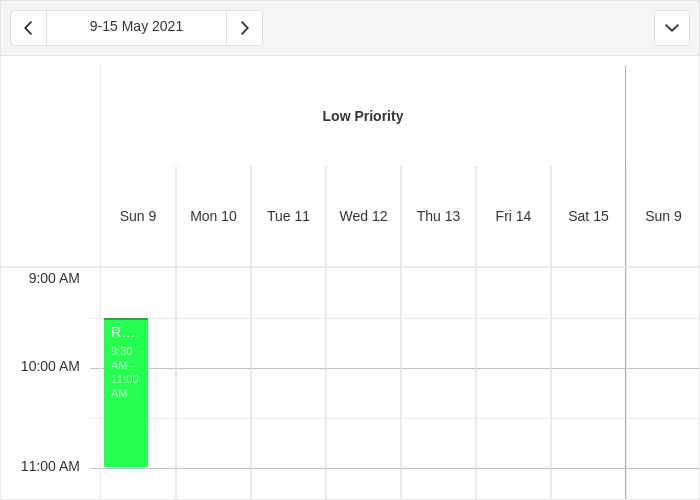 9-15 May 2021
Low Priority
Sun 9 Mon 10 Tue 11 Wed 12 Thu 13 Fri 14 Sat 15 Sun 9
9:00 AM
R...
9:30
AM -
11:00
AM
10:00 AM
11:00 AM